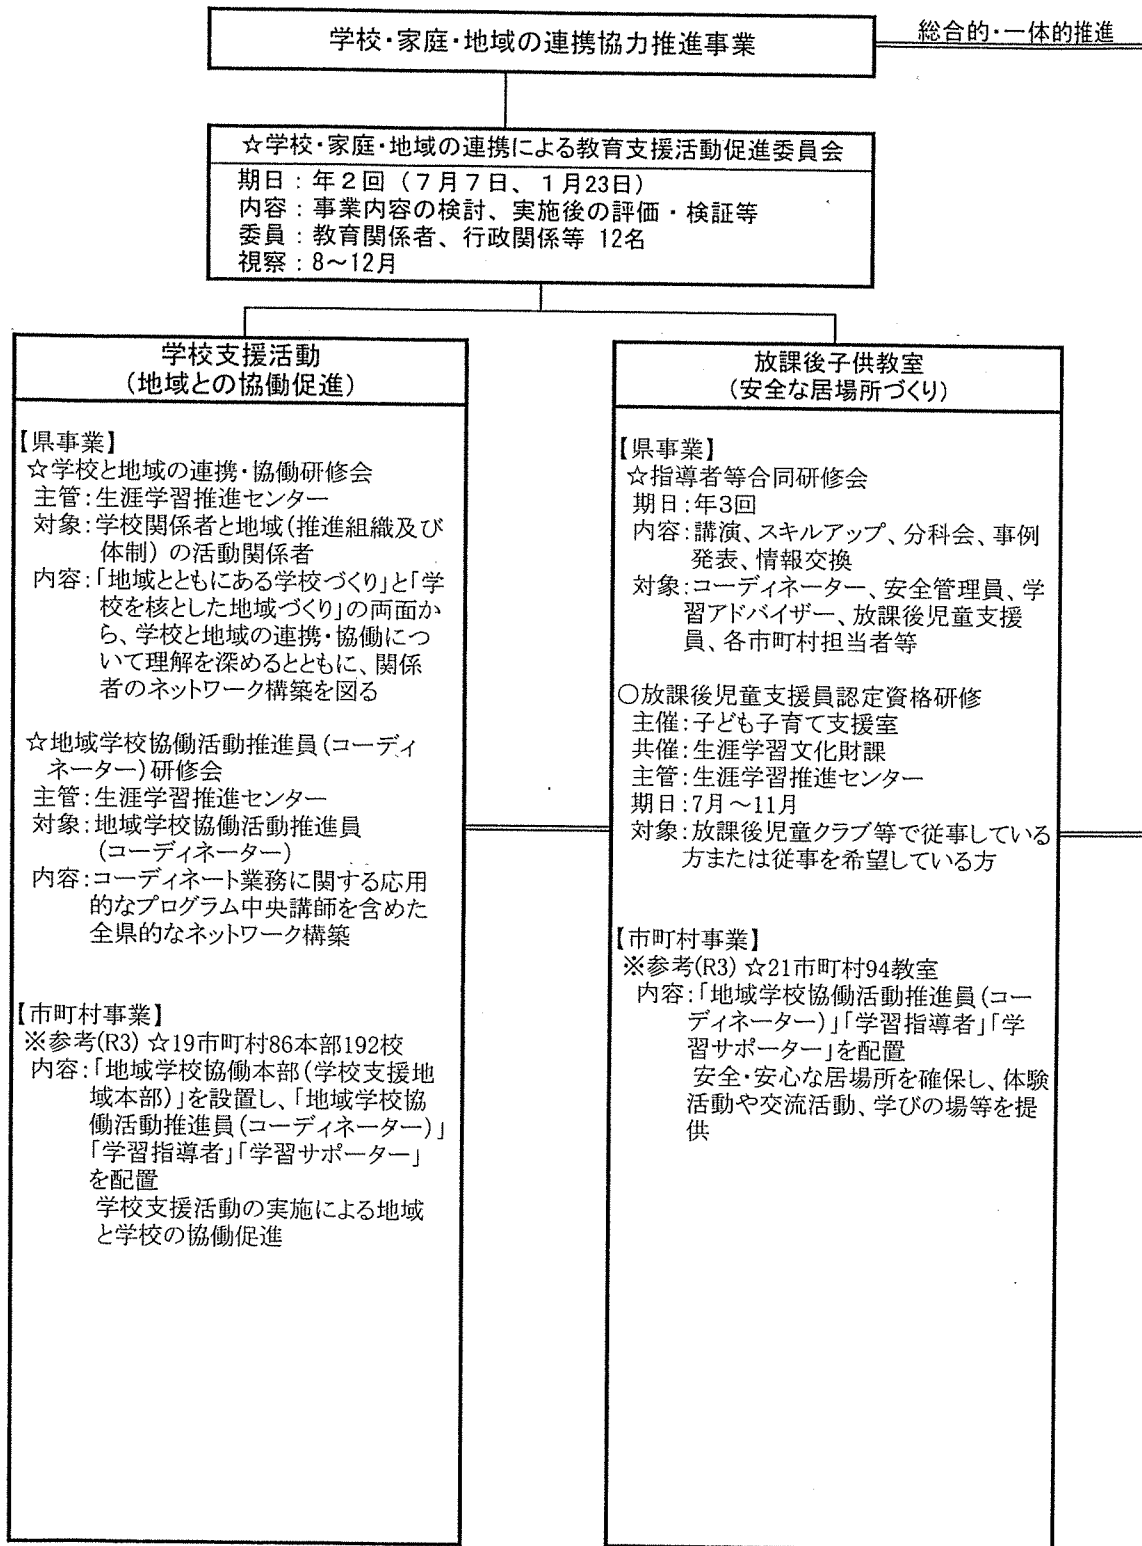 学校・家庭・地域の連携協力推進事業
総合的・一体的推進
☆学校・家庭・地域の連携による教育支援活動促進委員会
期日：年２回（７月７日、１月23日）
内容：事業内容の検討、実施後の評価・検証等
委員：教育関係者、行政関係等 12名
視察：8～12月
学校支援活動
（地域との協働促進）
【県事業】
☆学校と地域の連携・協働研修会
主管：生涯学習推進センター
対象：学校関係者と地域（推進組織及び
体制）の活動関係者
内容：「地域とともにある学校づくり」と「学
校を核とした地域づくり」の両面か
ら、学校と地域の連携・協働につ
いて理解を深めるとともに、関係
者のネットワーク構築を図る
☆地域学校協働活動推進員（コーディ
ネーター）研修会
主管：生涯学習推進センター
対象：地域学校協働活動推進員
（コーディネーター）
内容：コーディネート業務に関する応用
的なプログラム中央講師を含めた
全県的なネットワーク構築
【市町村事業】
※参考(R3) ☆19市町村86本部192校
内容：「地域学校協働本部（学校支援地
域本部）」を設置し、「地域学校協
働活動推進員（コーディネーター）」
「学習指導者」「学習サポーター」
を配置
学校支援活動の実施による地域
と学校の協働促進
放課後子供教室
（安全な居場所づくり）
【県事業】
☆指導者等合同研修会
期日：年3回
内容：講演、スキルアップ、分科会、事例
発表、情報交換
対象：コーディネーター、安全管理員、学
習アドバイザー、放課後児童支援
員、各市町村担当者等
○放課後児童支援員認定資格研修
主催：子ども子育て支援室
共催：生涯学習文化財課
主管：生涯学習推進センター
期日：7月～11月
対象：放課後児童クラブ等で従事している
方または従事を希望している方
【市町村事業】
※参考(R3) ☆21市町村94教室
内容：「地域学校協働活動推進員（コー
ディネーター）」「学習指導者」「学
習サポーター」を配置
安全・安心な居場所を確保し、体験
活動や交流活動、学びの場等を提
供